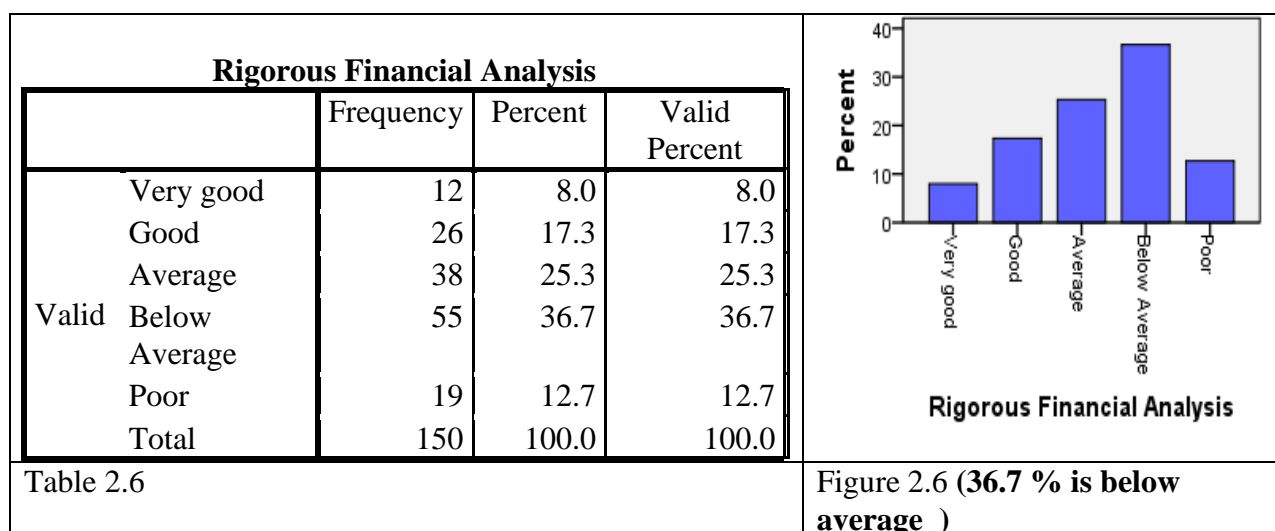 Rigorous Financial Analysis
Frequency Percent Valid
Percent
Very good 12 8.0 8.0
Good 26 17.3 17.3
Average 38 25.3 25.3
Valid Below 55 36.7 36.7
Average
Poor 19 12.7 12.7
Total 150 100.0 100.0
Table 2.6
40
30
20
10
0
Percent
Very good
Good
Average
Below Average
Poor
Rigorous Financial Analysis
Figure 2.6 (36.7 % is below
average )